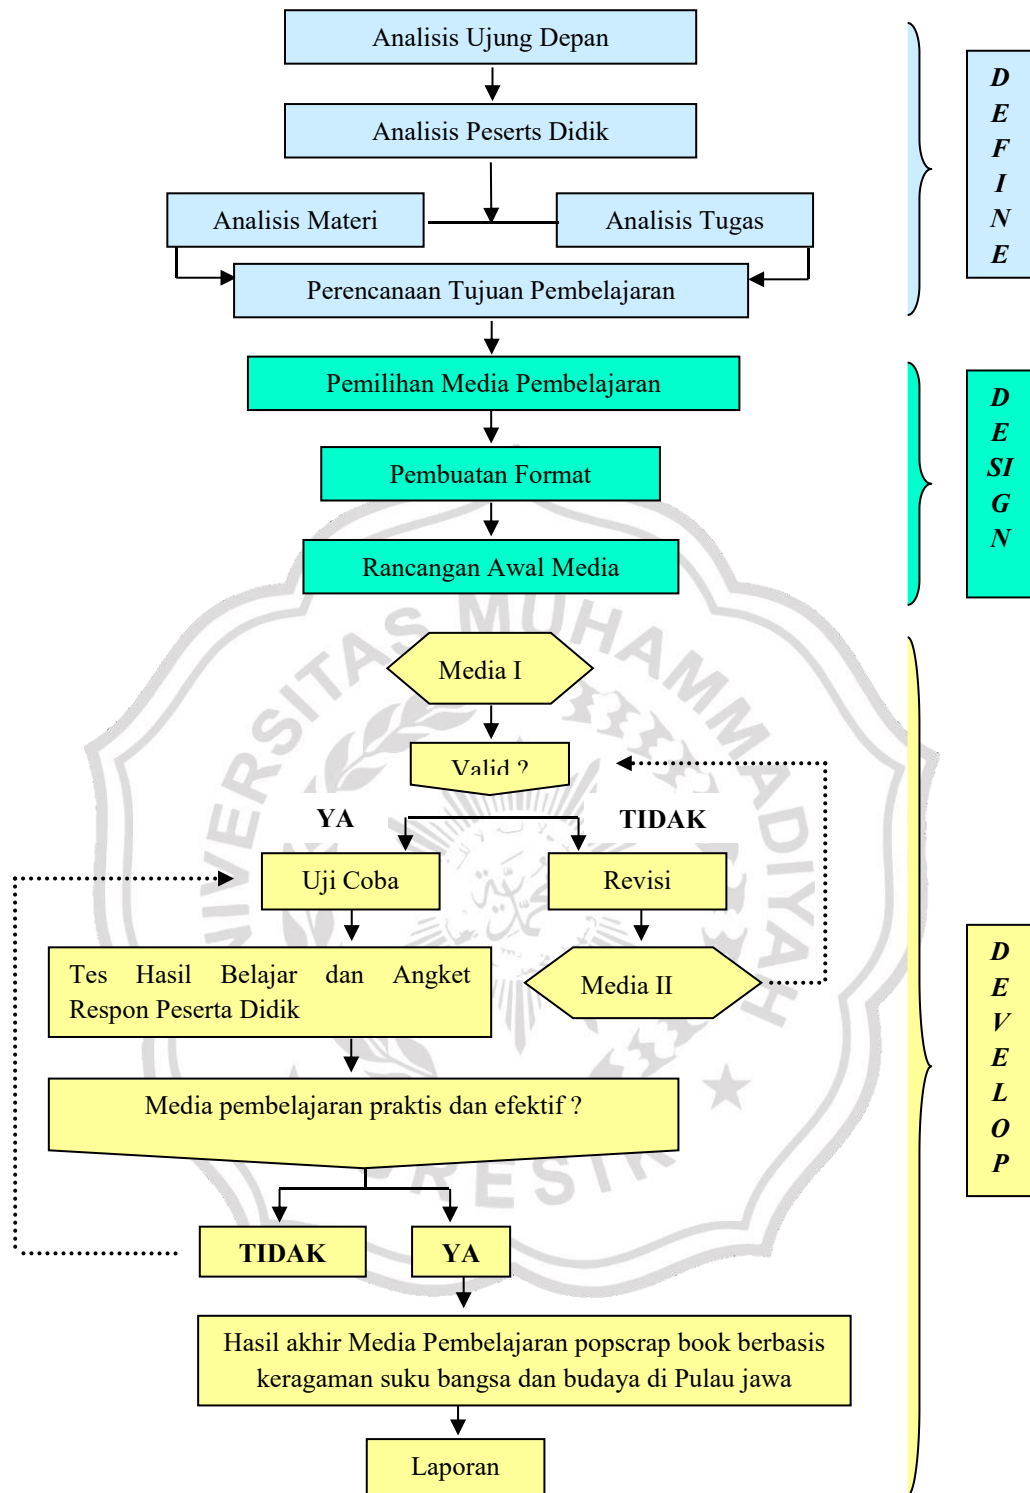 Analisis Ujung Depan
Analisis Peserts Didik
Analisis Materi
Analisis Tugas
Perencanaan Tujuan Pembelajaran
D
E
F
I
N
E
Pemilihan Media Pembelajaran
Pembuatan Format
Rancangan Awal Media
D
E
SI
G
N
Media I
Valid ?
YA
TIDAK
Uji Coba
Revisi
Tes Hasil Belajar dan Angket
Respon Peserta Didik
Media II
Media pembelajaran praktis dan efektif ?
TIDAK
YA
Hasil akhir Media Pembelajaran popscrap book berbasis
keragaman suku bangsa dan budaya di Pulau jawa
Laporan
D
E
V
E
L
O
P
UNIVERSITAS MUHAMMADIYAH
GRESIK